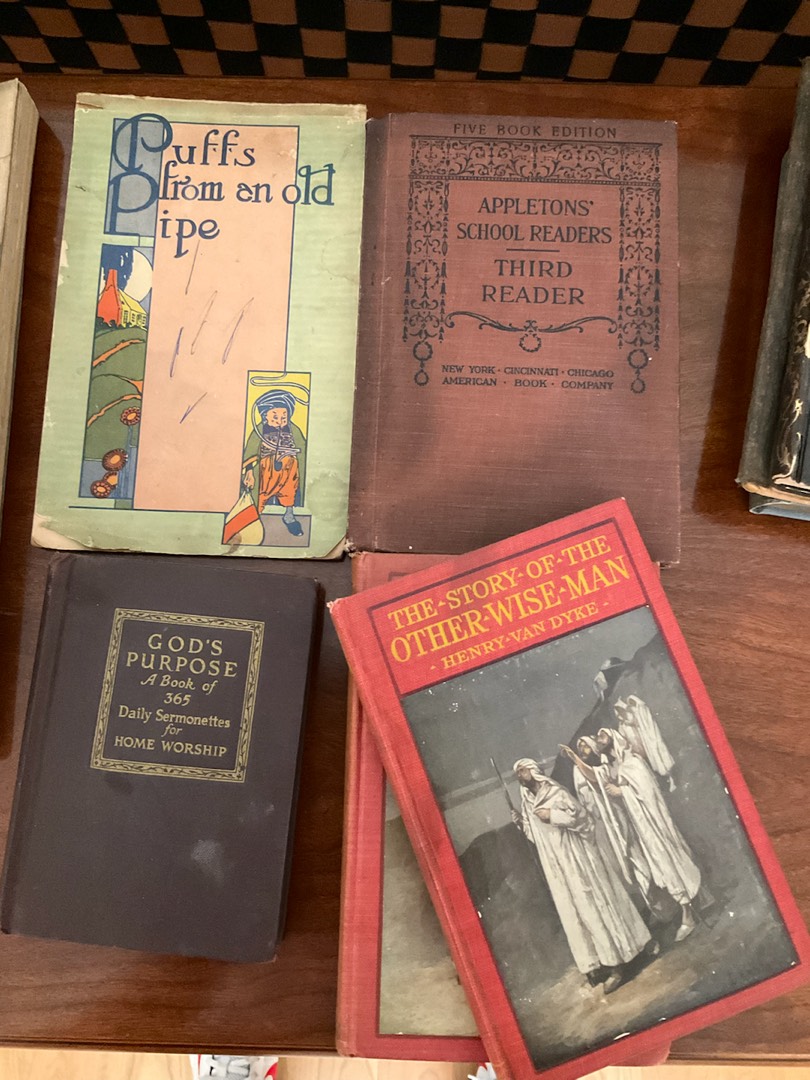 Puffs
from an old
Pipe
FIVE BOOK EDITION
APPLETONS'
SCHOOL READERS
THIRD
READER
NEW YORK · CINCINNATI · CHICAGO
AMERICAN · BOOK · COMPANY
GOD'S
PURPOSE
A Book of
365
Daily Sermonettes
for
HOME WORSHIP
THE·STORY·OF·THE
OTHER·WISE·MAN
·HENRY·VAN DYKE·